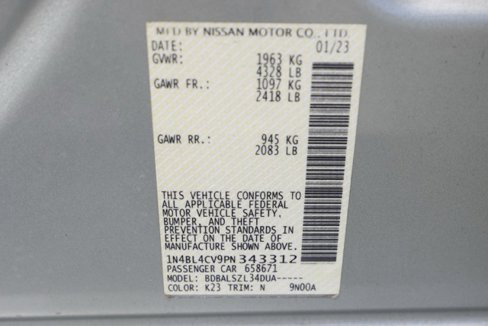 MFD BY NISSAN MOTOR CO., LTD
DATE: 01/23
GVWR: 1963 KG
4328 LB
GAWR FR.: 1097 KG
2418 LB
GAWR RR.: 945 KG
2083 LB
THIS VEHICLE CONFORMS TO
ALL APPLICABLE FEDERAL
MOTOR VEHICLE SAFETY,
BUMPER, AND THEFT
PREVENTION STANDARDS IN
EFFECT ON THE DATE OF
MANUFACTURE SHOWN ABOVE.
1N4BL4CV9PN343312
PASSENGER CAR 658671
MODEL: BDBALSZL34DUA-----
COLOR: K23 TRIM: N 9N00A